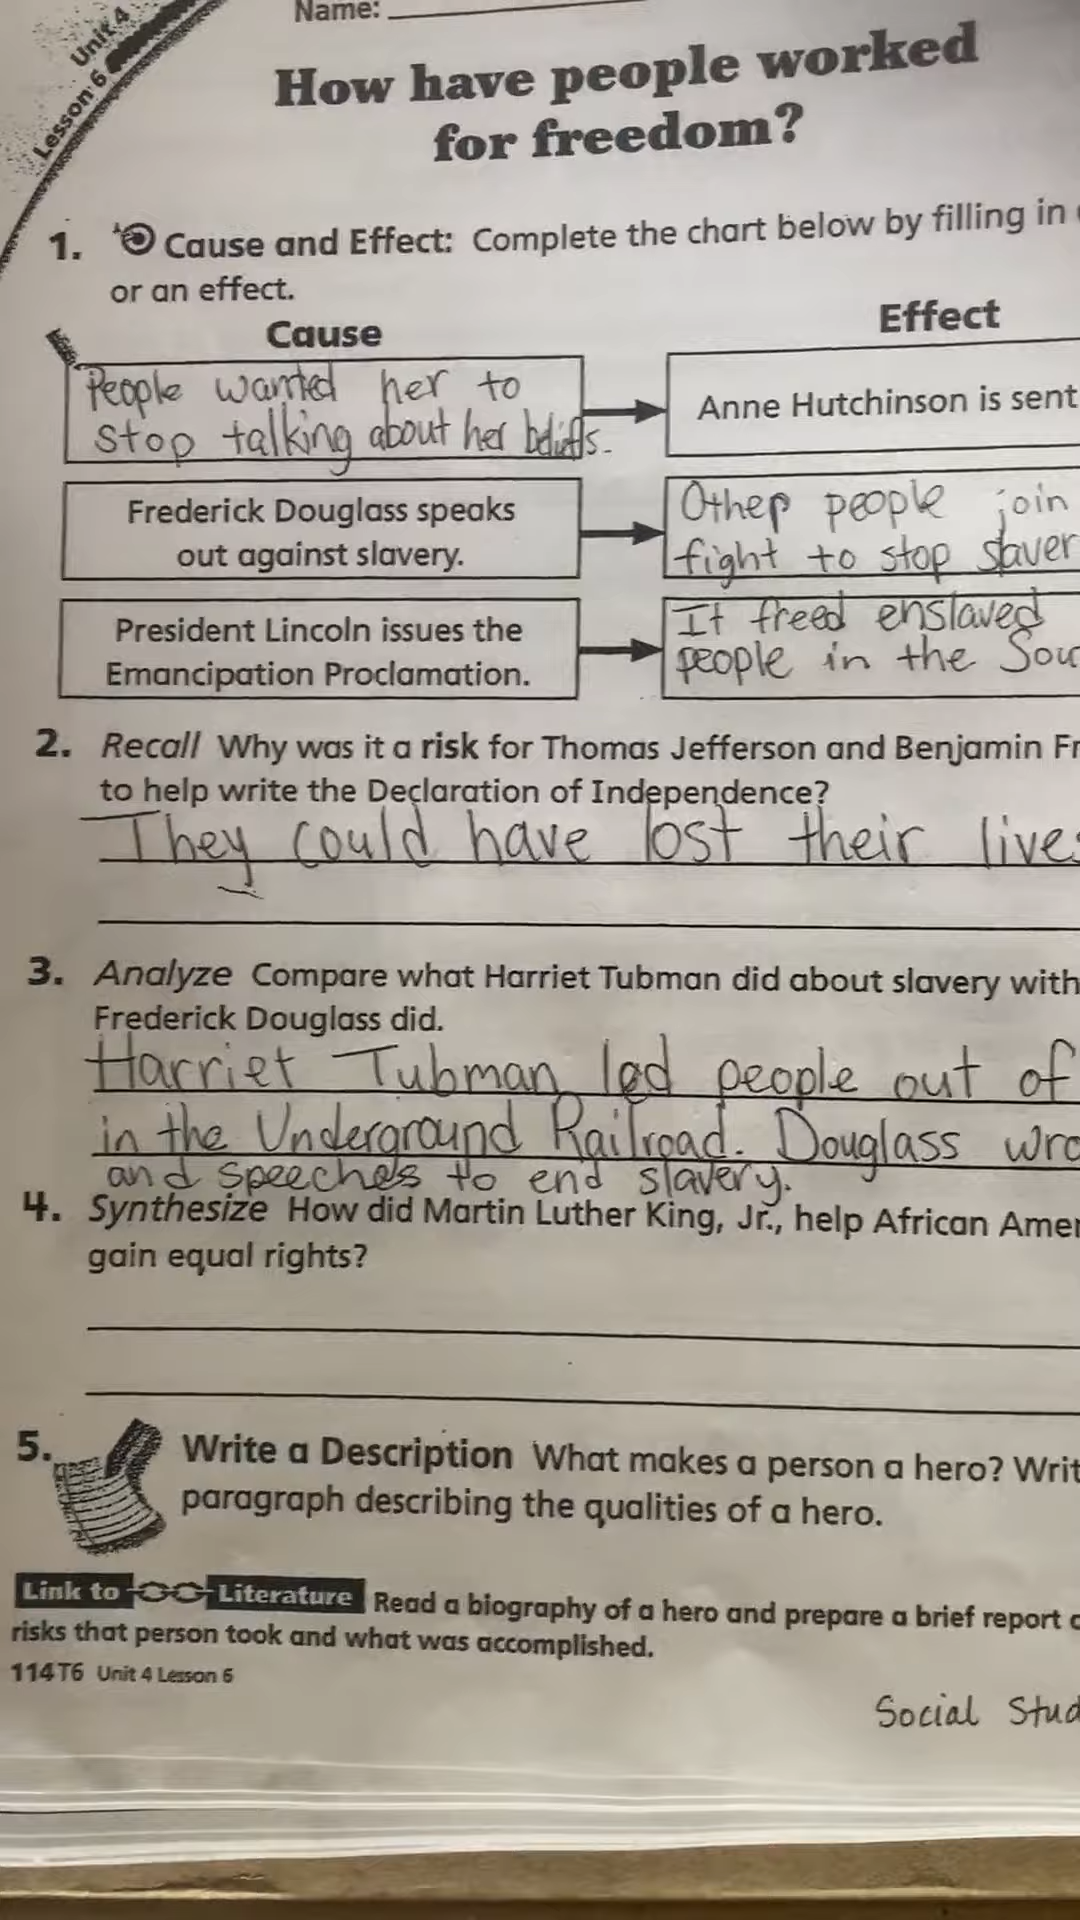 Unit 4
Lesson 6
Name:
How have people worked
for freedom?
1. Cause and Effect: Complete the chart below by filling in
or an effect.
Cause
Effect
People wanted her to
stop talking about her beliefs.
Anne Hutchinson is sent
Frederick Douglass speaks
out against slavery.
Other people join
fight to stop slaver
President Lincoln issues the
Emancipation Proclamation.
It freed enslaved
people in the Sou
2. Recall Why was it a risk for Thomas Jefferson and Benjamin Fr
to help write the Declaration of Independence?
They could have lost their lives
3. Analyze Compare what Harriet Tubman did about slavery with
Frederick Douglass did.
Harriet Tubman led people out of
in the Underground Railroad. Douglass wro
and speeches to end slavery.
4. Synthesize How did Martin Luther King, Jr., help African Amer
gain equal rights?
5. Write a Description What makes a person a hero? Writ
paragraph describing the qualities of a hero.
Link to Literature Read a biography of a hero and prepare a brief report
risks that person took and what was accomplished.
114T6 Unit 4 Lesson 6
Social Stud